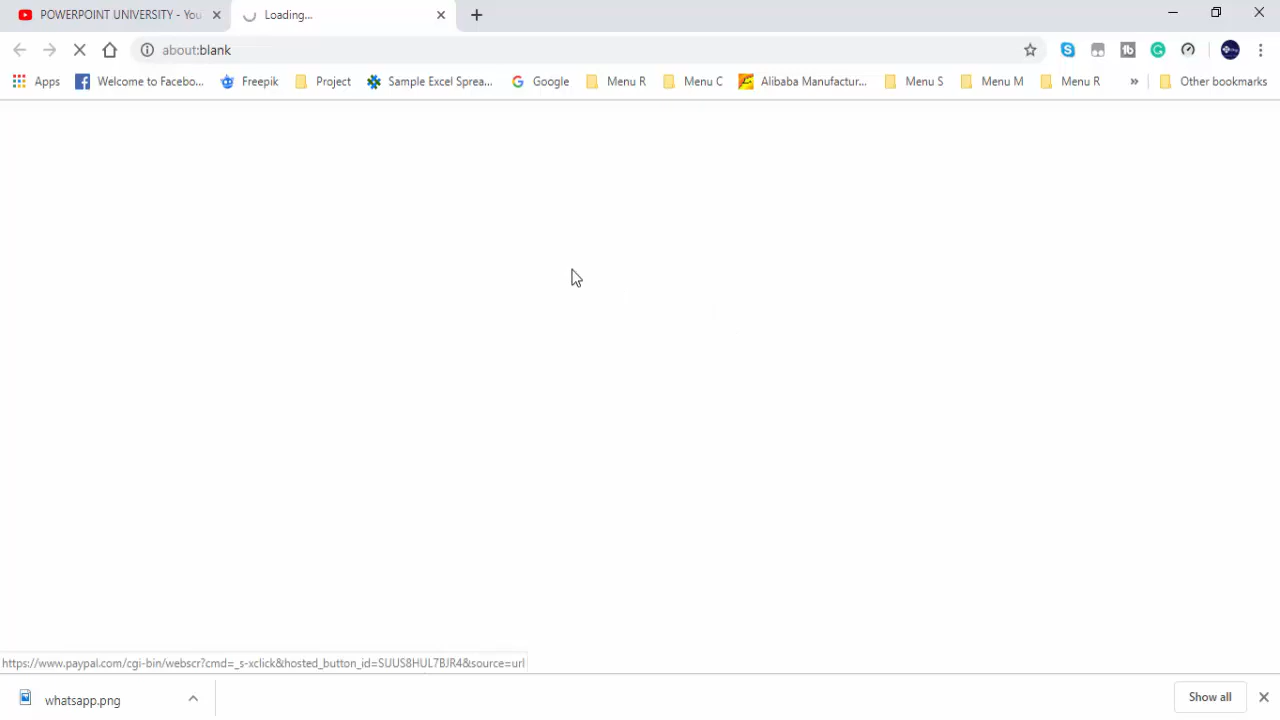 POWERPOINT UNIVERSITY - You
Loading...
about:blank
Apps
Welcome to Facebo...
Freepik
Project
Sample Excel Sprea...
Google
Menu R
Menu C
Alibaba Manufactur...
Menu S
Menu M
Menu R
»
Other bookmarks
https://www.paypal.com/cgi-bin/webscr?cmd=_s-xclick&hosted_button_id=SUUS8HUL7BJR4&source=url
whatsapp.png
Show all